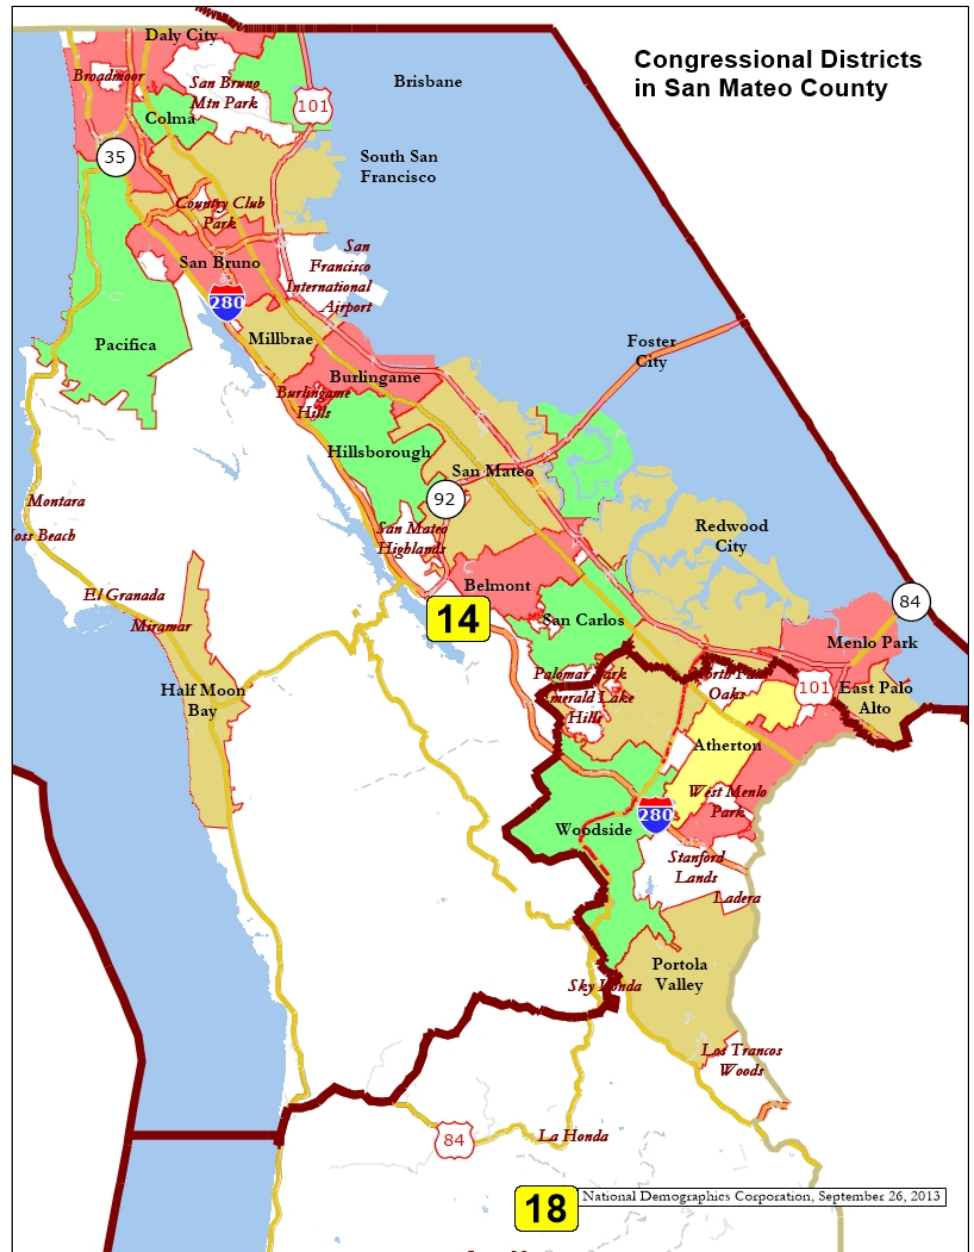 Congressional Districts
in San Mateo County
Daly City
Broadmoor
San Bruno
Mtn Park
Brisbane
101
Colma
35
South San
Francisco
Country Club
Park
San Bruno
San
Francisco
International
Airport
280
Millbrae
Pacifica
Foster
City
Burlingame
Burlingame
Hills
Hillsborough
San Mateo
92
Montara
oss Beach
San Mateo
Highlands
Redwood
City
El Granada
Miramar
Belmont
14
San Carlos
84
Menlo Park
Palomar Park
Emerald Lake
Hills
Oaks
101
East Palo
Alto
Half Moon
Bay
Atherton
West Menlo
Park
280
Woodside
Stanford
Lands
Ladera
Portola
Valley
Sky Londa
Los Trancos
Woods
84
La Honda
18
National Demographics Corporation, September 26, 2013